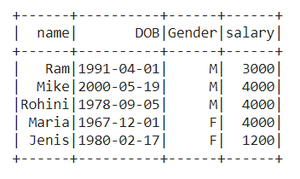 +------+----------+------+------+
|  name|       DOB|Gender|salary|
+------+----------+------+------+
|   Ram|1991-04-01|     M|  3000|
|  Mike|2000-05-19|     M|  4000|
|Rohini|1978-09-05|     M|  4000|
| Maria|1967-12-01|     F|  4000|
| Jenis|1980-02-17|     F|  1200|
+------+----------+------+------+